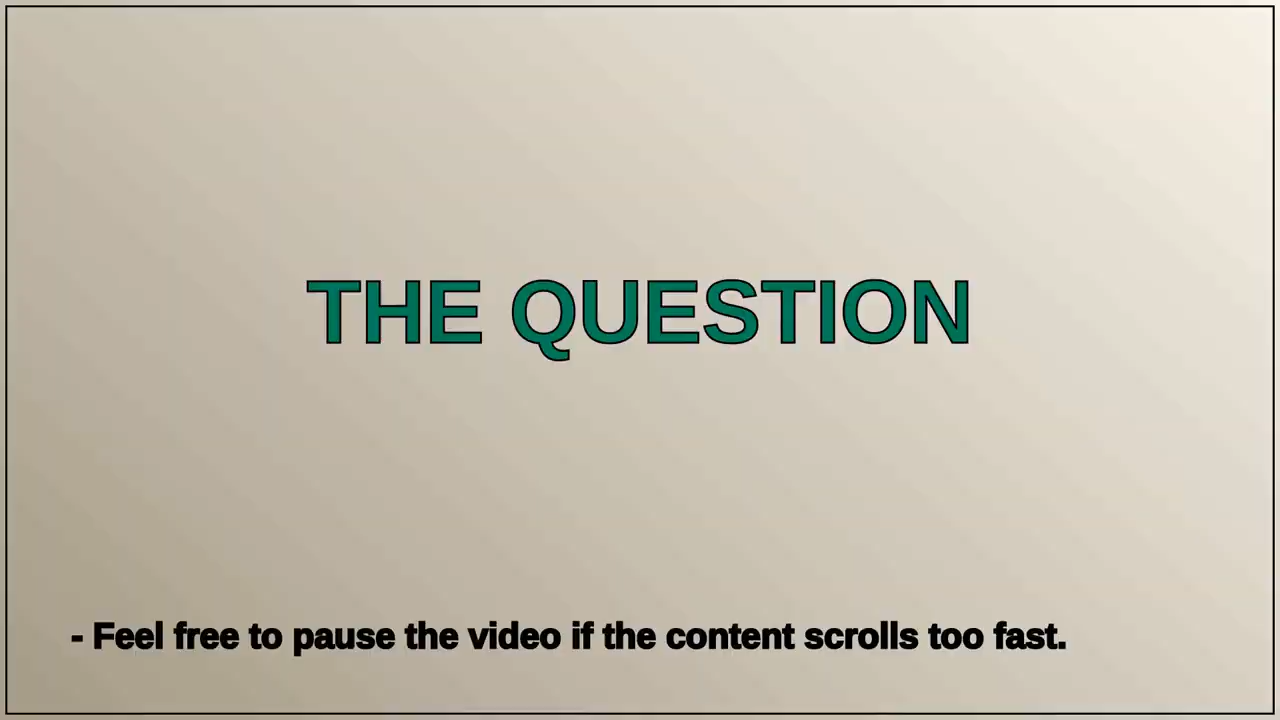 THE QUESTION
- Feel free to pause the video if the content scrolls too fast.